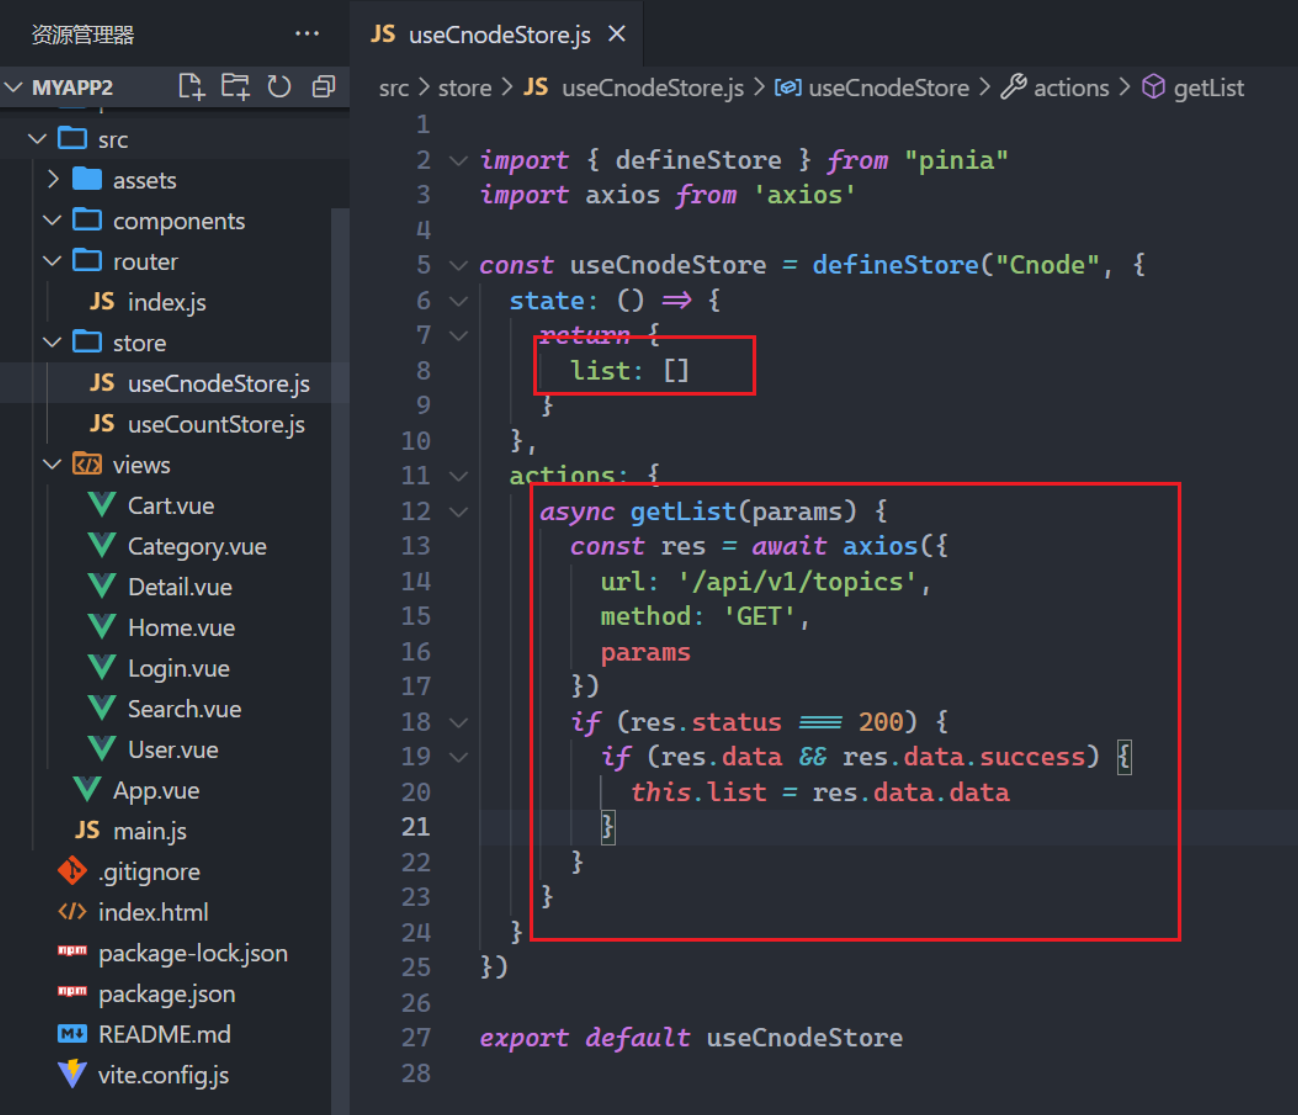 资源管理器
MYAPP2
src
assets
components
router
JS index.js
store
JS useCnodeStore.js
JS useCountStore.js
views
Cart.vue
Category.vue
Detail.vue
Home.vue
Login.vue
Search.vue
User.vue
App.vue
JS main.js
.gitignore
index.html
npm package-lock.json
npm package.json
M↓ README.md
vite.config.js
JS useCnodeStore.js
src > store > JS useCnodeStore.js > useCnodeStore > actions > getList
1
2 import { defineStore } from "pinia"
3 import axios from 'axios'
4
5 const useCnodeStore = defineStore("Cnode", {
6 state: () => {
7 return {
8 list: []
9 }
10 },
11 actions: {
12 async getList(params) {
13 const res = await axios({
14 url: '/api/v1/topics',
15 method: 'GET',
16 params
17 })
18 if (res.status === 200) {
19 if (res.data && res.data.success) {
20 this.list = res.data.data
21 }
22 }
23 }
24 }
25 })
26
27 export default useCnodeStore
28